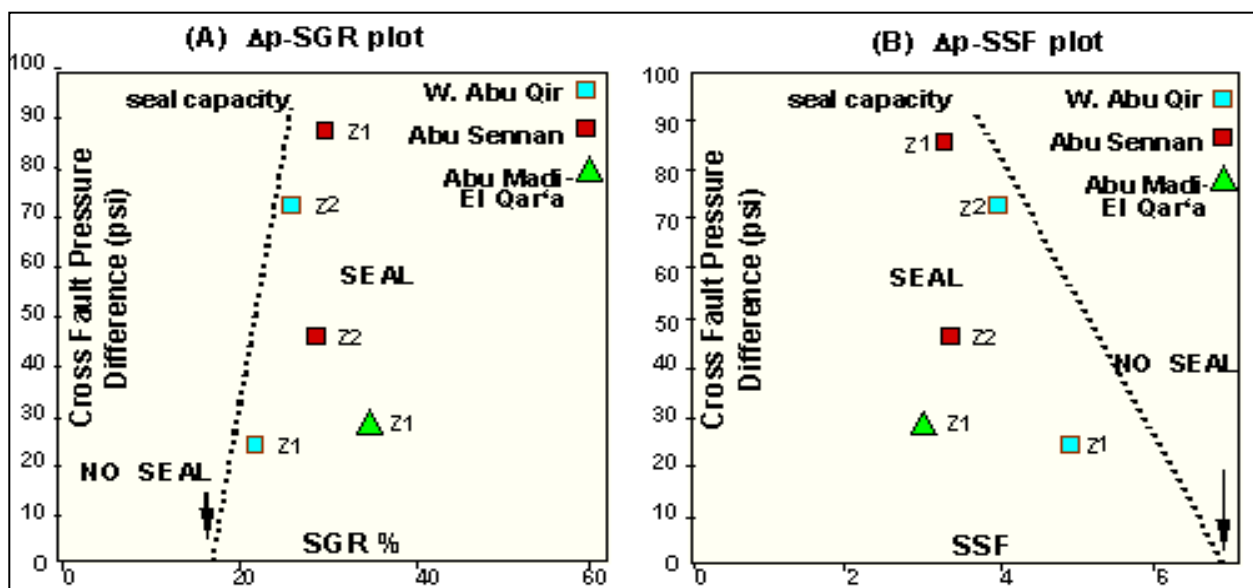 (A) Δp-SGR plot
100
90
80
70
60
50
40
30
20
10
0
Cross Fault Pressure
Difference (psi)
seal capacity
W. Abu Qir
Abu Sennan
Abu Madi-
El Qar‘a
Z1
Z2
SEAL
Z2
Z1
Z1
NO SEAL
SGR %
0
20
40
60
(B) Δp-SSF plot
100
90
80
70
60
50
40
30
20
10
0
Cross Fault Pressure
Difference (psi)
seal capacity
W. Abu Qir
Abu Sennan
Abu Madi-
El Qar‘a
Z1
Z2
SEAL
Z2
NO SEAL
Z1
Z1
SSF
0
2
4
6